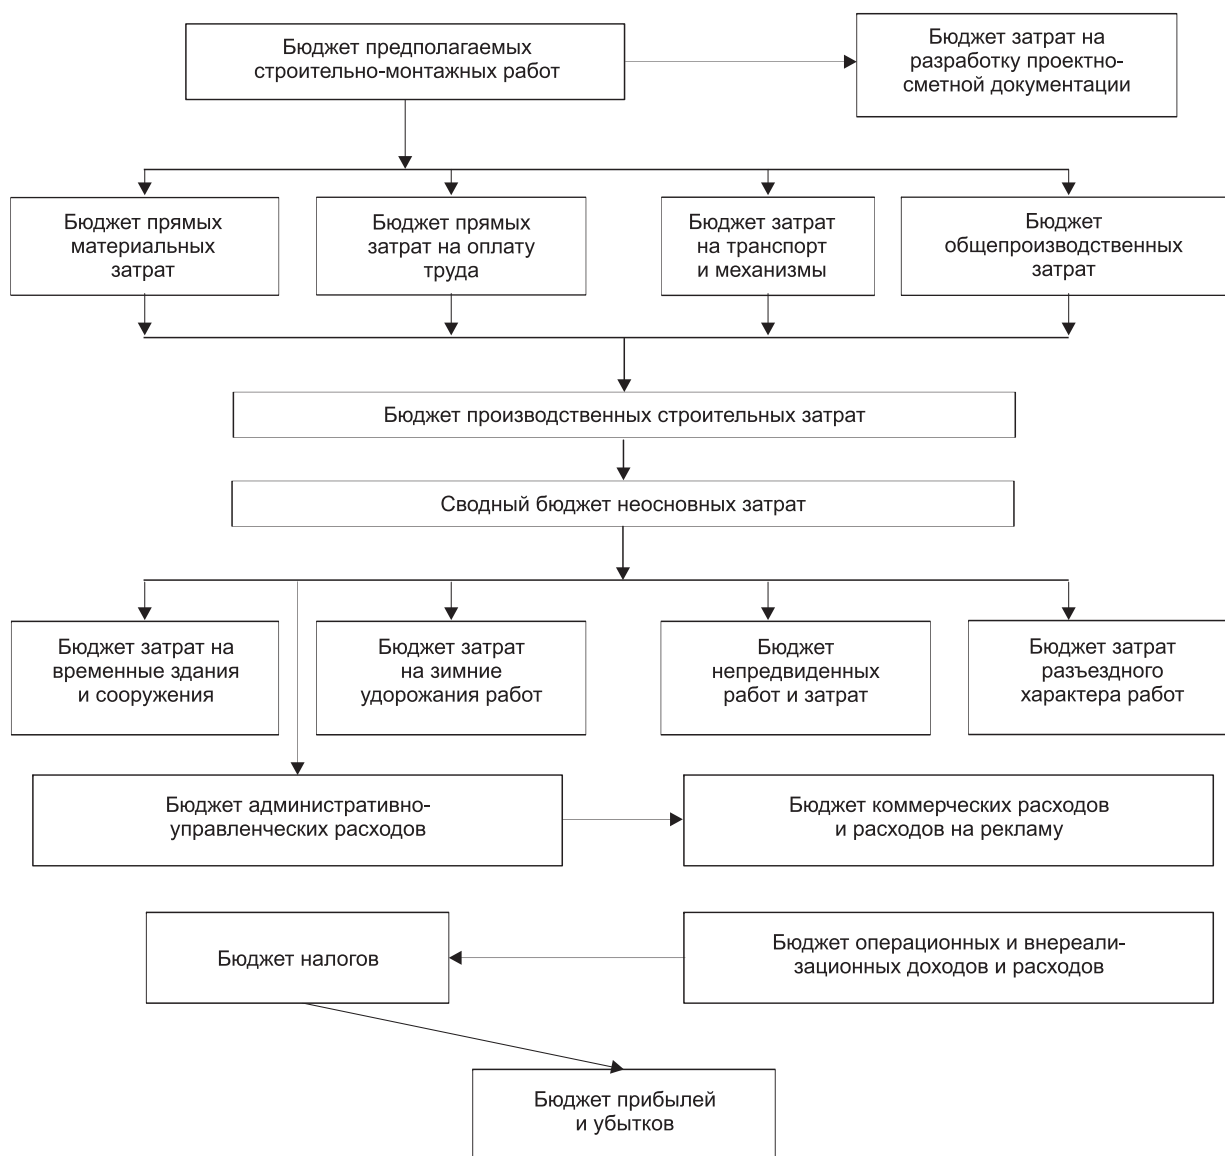 Бюджет предполагаемых
строительно-монтажных работ
Бюджет затрат на
разработку проектно-
сметной документации
Бюджет прямых
материальных
затрат
Бюджет прямых
затрат на оплату
труда
Бюджет затрат
на транспорт
и механизмы
Бюджет
общепроизводственных
затрат
Бюджет производственных строительных затрат
Сводный бюджет неосновных затрат
Бюджет затрат на
временные здания
и сооружения
Бюджет затрат
на зимние
удорожания работ
Бюджет
непредвиденных
работ и затрат
Бюджет затрат
разъездного
характера работ
Бюджет административно-
управленческих расходов
Бюджет коммерческих расходов
и расходов на рекламу
Бюджет налогов
Бюджет операционных и внереали-
зационных доходов и расходов
Бюджет прибылей
и убытков